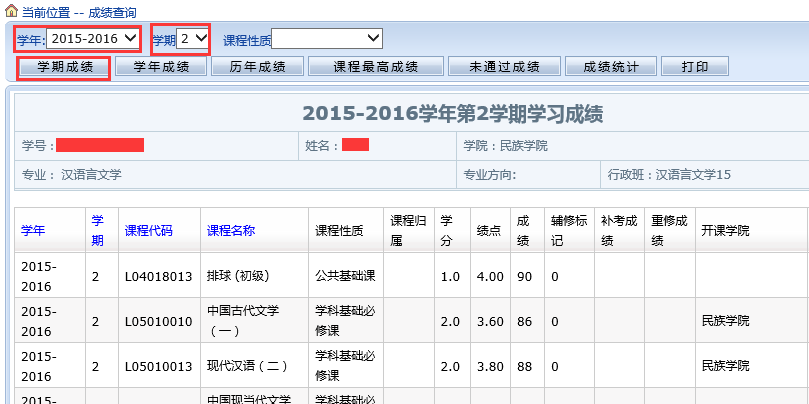 当前位置 -- 成绩查询
学年: 2015-2016 学期 2 课程性质
学期成绩 学年成绩 历年成绩 课程最高成绩 未通过成绩 成绩统计 打印
2015-2016学年第2学期学习成绩
学号： 姓名： 学院：民族学院
专业： 汉语言文学 专业方向: 行政班：汉语言文学15
学年 学期 课程代码 课程名称 课程性质 课程归属 学分 绩点 成绩 辅修标记 补考成绩 重修成绩 开课学院
2015-2016 2 L04018013 排球 (初级) 公共基础课 1.0 4.00 90 0
2015-2016 2 L05010010 中国古代文学（一） 学科基础必修课 2.0 3.60 86 0 民族学院
2015-2016 2 L05010013 现代汉语（二） 学科基础必修课 2.0 3.80 88 0 民族学院
2015- 中国现当代文学 学科基础必